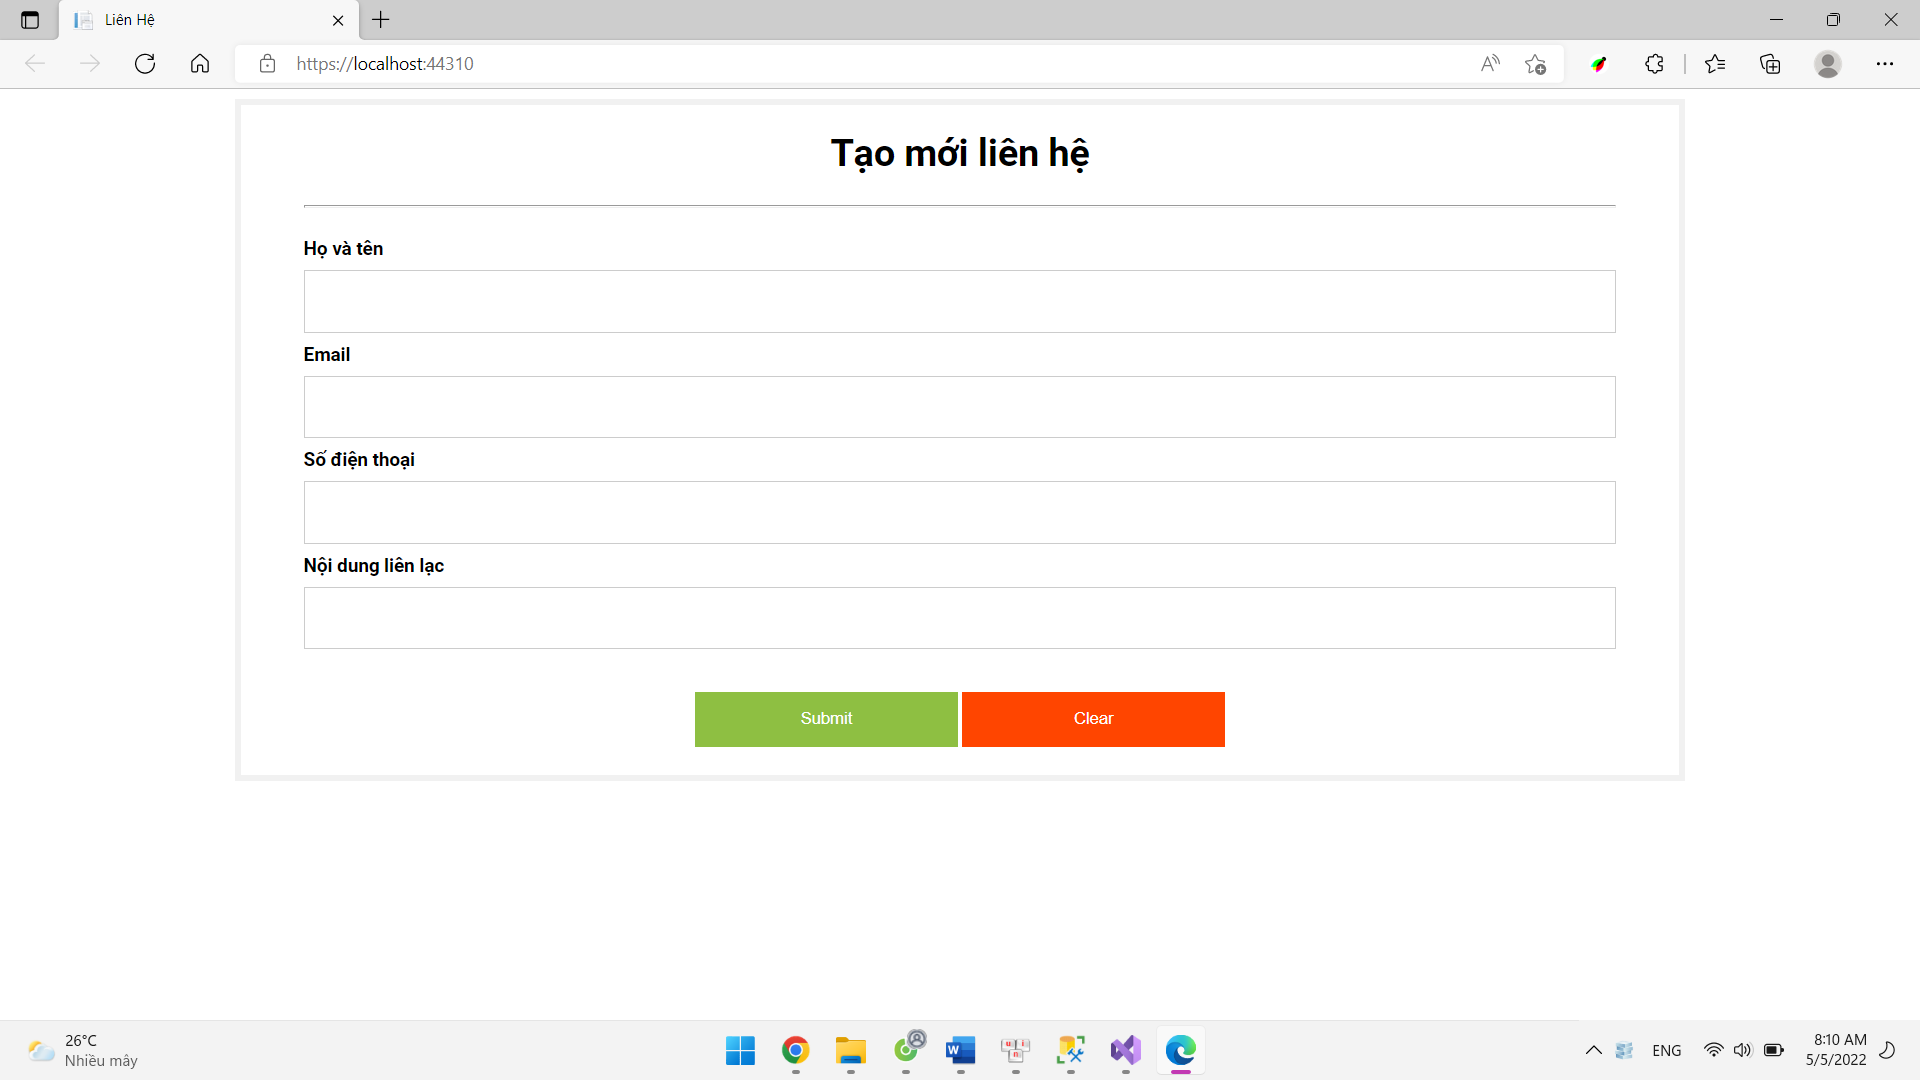 Liên Hệ
https://localhost:44310
Tạo mới liên hệ
Họ và tên
Email
Số điện thoại
Nội dung liên lạc
Submit Clear
26°C
Nhiều mây
ENG
8:10 AM
5/5/2022